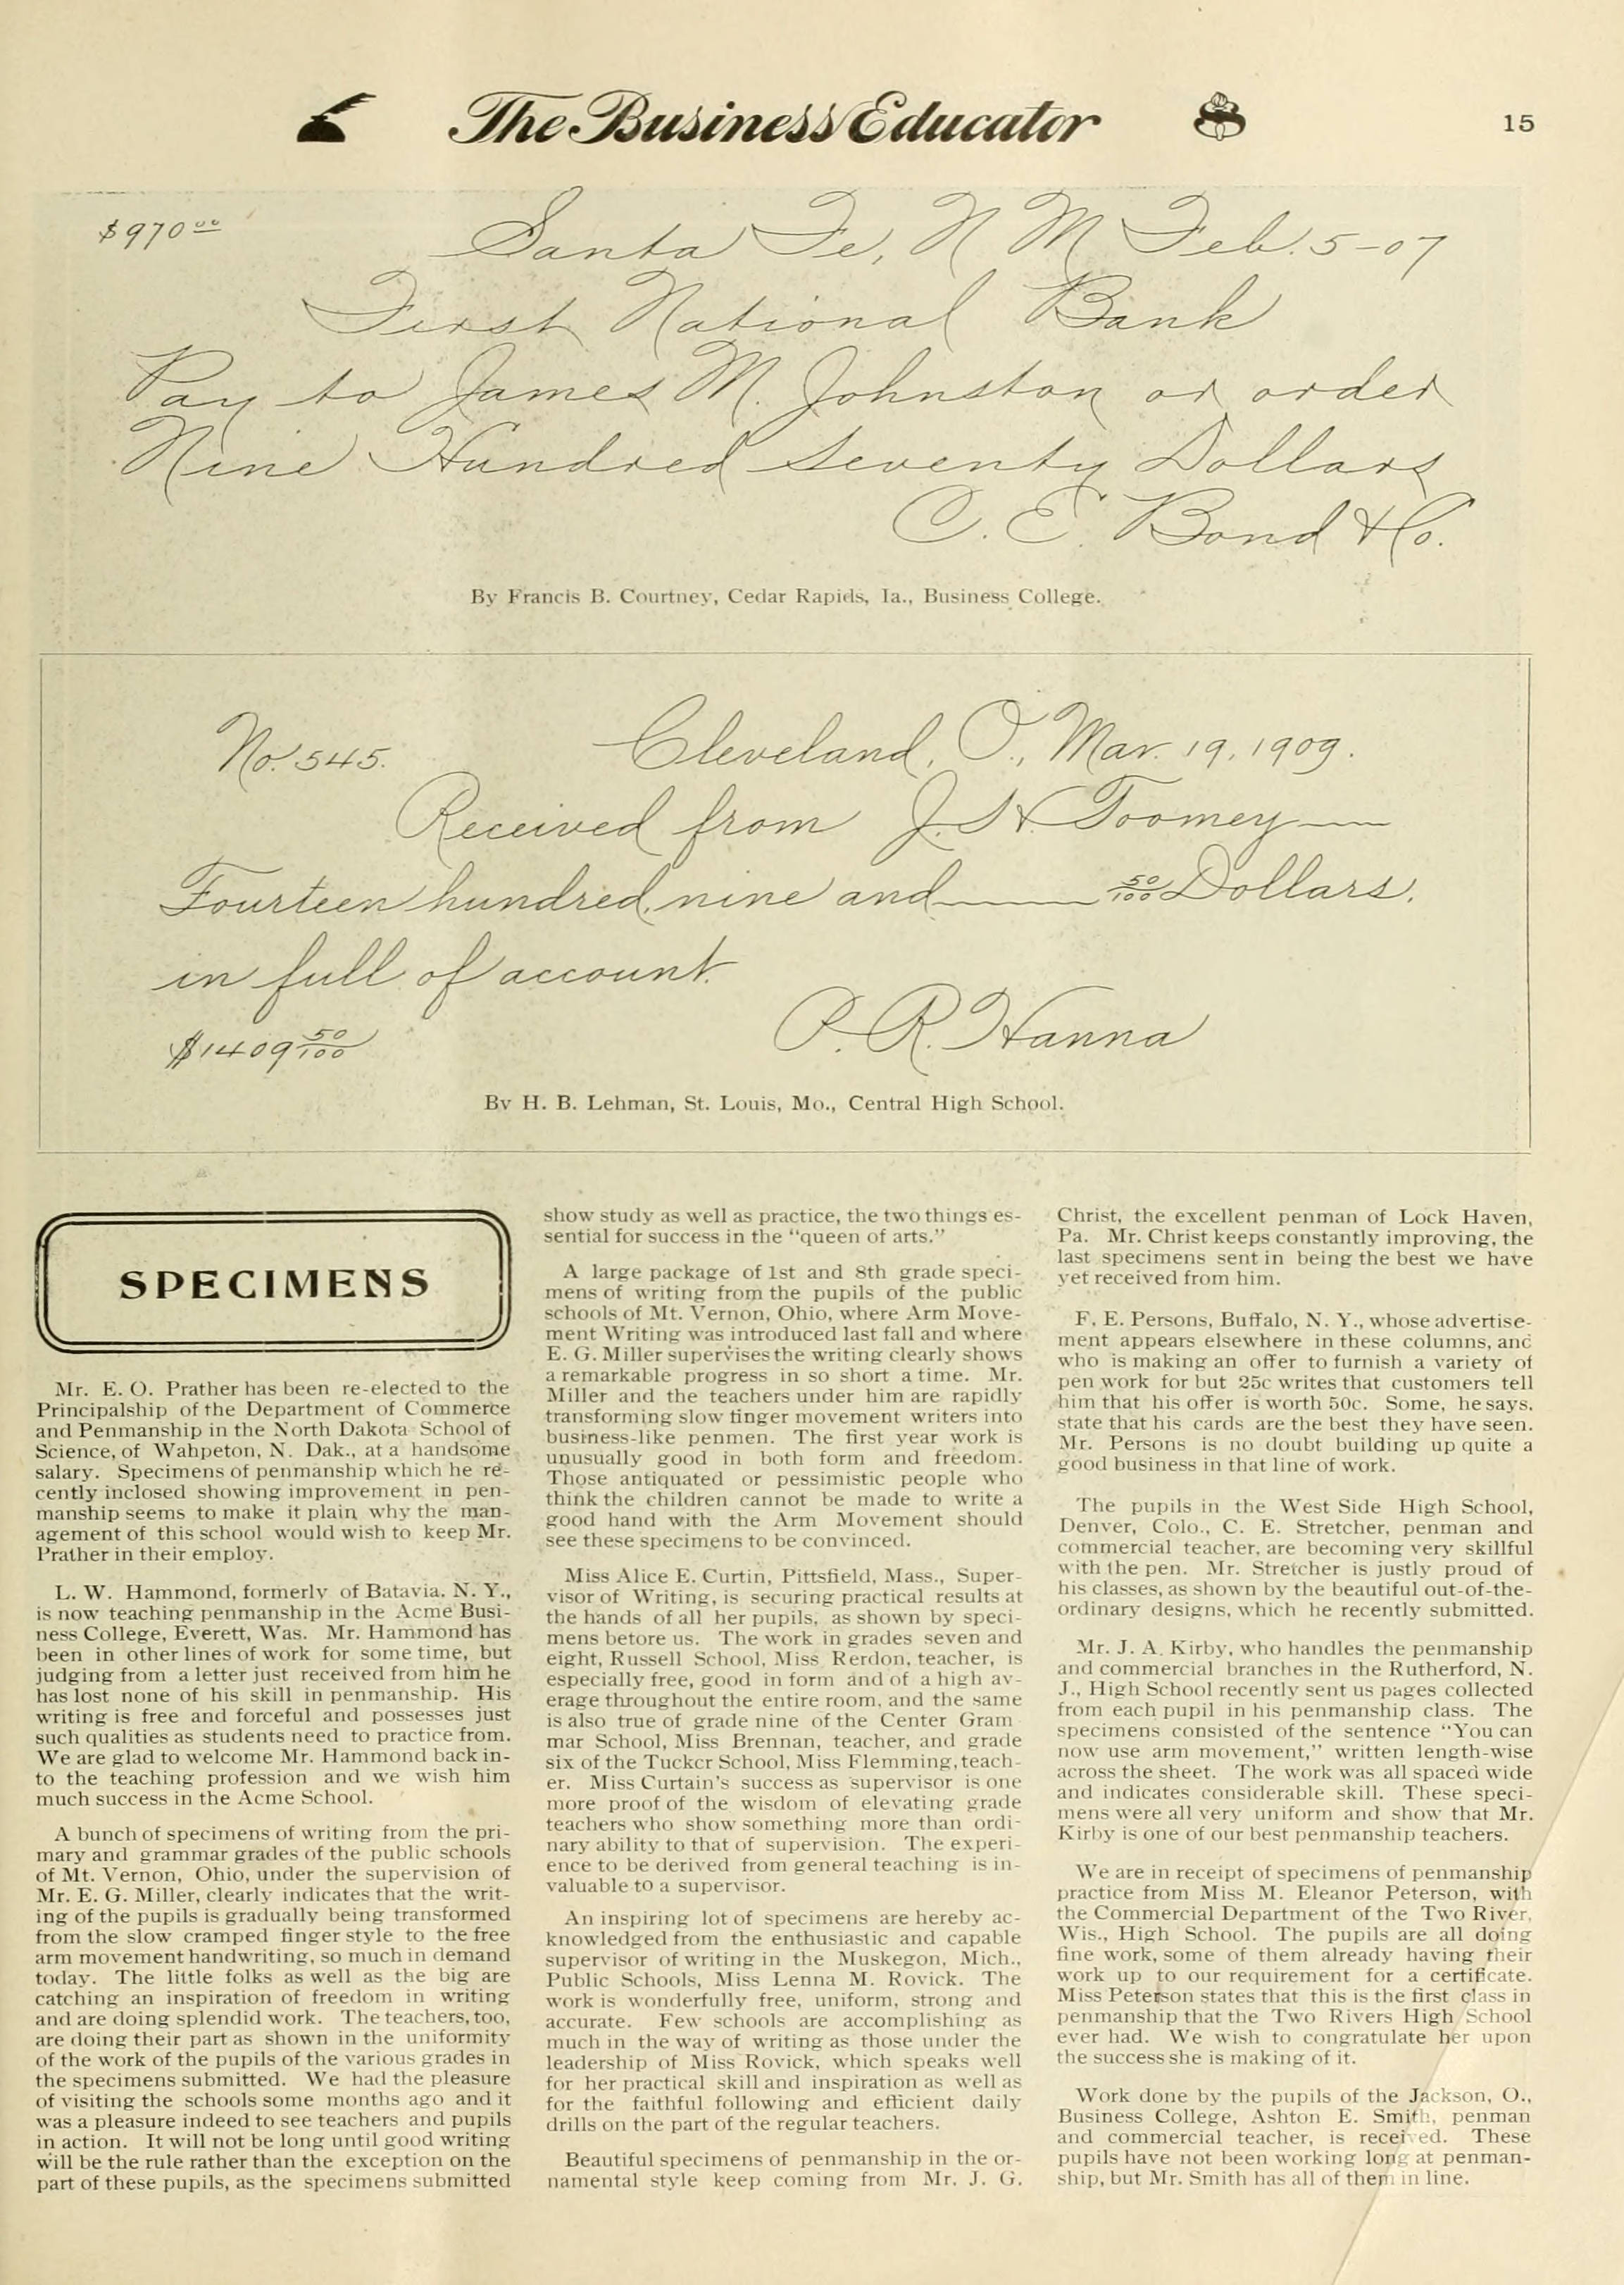 The Business Educator
15
$970 00
Santa Fe, N M Feb. 5-07
First National Bank
Pay to James M. Johnston or order
Nine Hundred Seventy Dollars
C. E. Bond & Co.
By Francis B. Courtney, Cedar Rapids, Ia., Business College.
No. 545.
Cleveland, O., Mar. 19, 1909.
Received from J. S. H. Toomey
Fourteen hundred, nine and 50/100 Dollars.
in full of account.
P. R. Hanna
$1409 50/100
By H. B. Lehman, St. Louis, Mo., Central High School.
SPECIMENS
Mr. E. O. Prather has been re-elected to the
Principalship of the Department of Commerce
and Penmanship in the North Dakota School of
Science, of Wahpeton, N. Dak., at a handsome
salary. Specimens of penmanship which he re-
cently inclosed showing improvement in pen-
manship seems to make it plain why the man-
agement of this school would wish to keep Mr.
Prather in their employ.
L. W. Hammond, formerly of Batavia, N. Y.,
is now teaching penmanship in the Acme Busi-
ness College, Everett, Was. Mr. Hammond has
been in other lines of work for some time, but
judging from a letter just received from him he
has lost none of his skill in penmanship. His
writing is free and forceful and possesses just
such qualities as students need to practice from.
We are glad to welcome Mr. Hammond back in-
to the teaching profession and we wish him
much success in the Acme School.
A bunch of specimens of writing from the pri-
mary and grammar grades of the public schools
of Mt. Vernon, Ohio, under the supervision of
Mr. E. G. Miller, clearly indicates that the writ-
ing of the pupils is gradually being transformed
from the slow cramped finger style to the free
arm movement handwriting, so much in demand
today. The little folks as well as the big are
catching an inspiration of freedom in writing
and are doing splendid work. The teachers, too,
are doing their part as shown in the uniformity
of the work of the pupils of the various grades in
the specimens submitted. We had the pleasure
of visiting the schools some months ago and it
was a pleasure indeed to see teachers and pupils
in action. It will not be long until good writing
will be the rule rather than the exception on the
part of these pupils, as the specimens submitted
show study as well as practice, the two things es-
sential for success in the "queen of arts."
A large package of 1st and 8th grade speci-
mens of writing from the pupils of the public
schools of Mt. Vernon, Ohio, where Arm Move-
ment Writing was introduced last fall and where
E. G. Miller supervises the writing clearly shows
a remarkable progress in so short a time. Mr.
Miller and the teachers under him are rapidly
transforming slow finger movement writers into
business-like penmen. The first year work is
unusually good in both form and freedom.
Those antiquated or pessimistic people who
think the children cannot be made to write a
good hand with the Arm Movement should
see these specimens to be convinced.
Miss Alice E. Curtin, Pittsfield, Mass., Super-
visor of Writing, is securing practical results at
the hands of all her pupils, as shown by speci-
mens before us. The work in grades seven and
eight, Russell School, Miss Rerdon, teacher, is
especially free, good in form and of a high av-
erage throughout the entire room, and the same
is also true of grade nine of the Center Gram
mar School, Miss Brennan, teacher, and grade
six of the Tucker School, Miss Flemming, teach-
er. Miss Curtain's success as supervisor is one
more proof of the wisdom of elevating grade
teachers who show something more than ordi-
nary ability to that of supervision. The experi-
ence to be derived from general teaching is in-
valuable to a supervisor.
An inspiring lot of specimens are hereby ac-
knowledged from the enthusiastic and capable
supervisor of writing in the Muskegon, Mich.,
Public Schools, Miss Lenna M. Rovick. The
work is wonderfully free, uniform, strong and
accurate. Few schools are accomplishing as
much in the way of writing as those under the
leadership of Miss Rovick, which speaks well
for her practical skill and inspiration as well as
for the faithful following and efficient daily
drills on the part of the regular teachers.
Beautiful specimens of penmanship in the or-
namental style keep coming from Mr. J. G.
Christ, the excellent penman of Lock Haven,
Pa. Mr. Christ keeps constantly improving, the
last specimens sent in being the best we have
yet received from him.
F. E. Persons, Buffalo, N. Y., whose advertise-
ment appears elsewhere in these columns, and
who is making an offer to furnish a variety of
pen work for but 25c writes that customers tell
him that his offer is worth 50c. Some, he says,
state that his cards are the best they have seen.
Mr. Persons is no doubt building up quite a
good business in that line of work.
The pupils in the West Side High School,
Denver, Colo., C. E. Stretcher, penman and
commercial teacher, are becoming very skillful
with the pen. Mr. Stretcher is justly proud of
his classes, as shown by the beautiful out-of-the-
ordinary designs, which he recently submitted.
Mr. J. A. Kirby, who handles the penmanship
and commercial branches in the Rutherford, N.
J., High School recently sent us pages collected
from each pupil in his penmanship class. The
specimens consisted of the sentence "You can
now use arm movement," written length-wise
across the sheet. The work was all spaced wide
and indicates considerable skill. These speci-
mens were all very uniform and show that Mr.
Kirby is one of our best penmanship teachers.
We are in receipt of specimens of penmanship
practice from Miss M. Eleanor Peterson, with
the Commercial Department of the Two River,
Wis., High School. The pupils are all doing
fine work, some of them already having their
work up to our requirement for a certificate.
Miss Peterson states that this is the first class in
penmanship that the Two Rivers High School
ever had. We wish to congratulate her upon
the success she is making of it.
Work done by the pupils of the Jackson, O.,
Business College, Ashton E. Smith, penman
and commercial teacher, is received. These
pupils have not been working long at penman-
ship, but Mr. Smith has all of them in line.